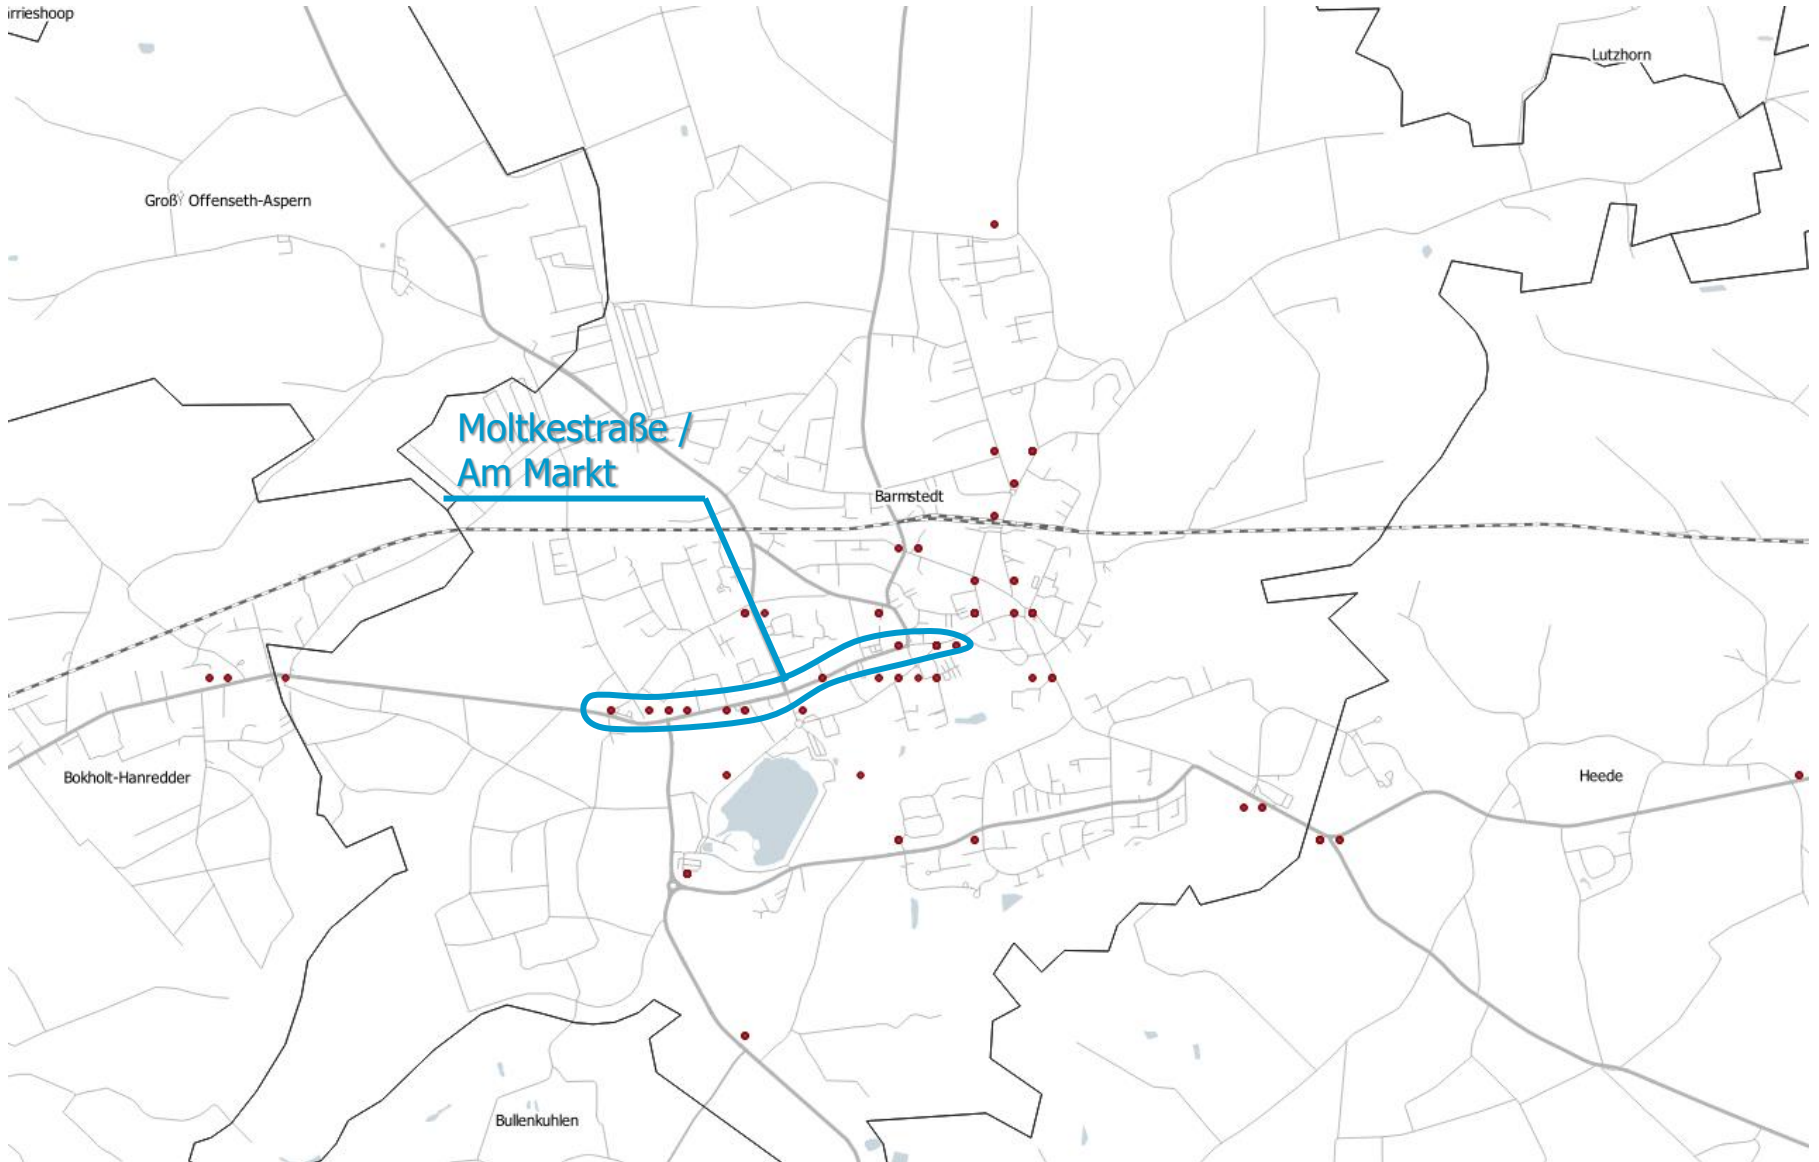 rrieshoop
Lutzhorn
Groß Offenseth-Aspern
Moltkestraße /
Am Markt
Barmstedt
Bokholt-Hanredder
Heede
Bullenkuhlen